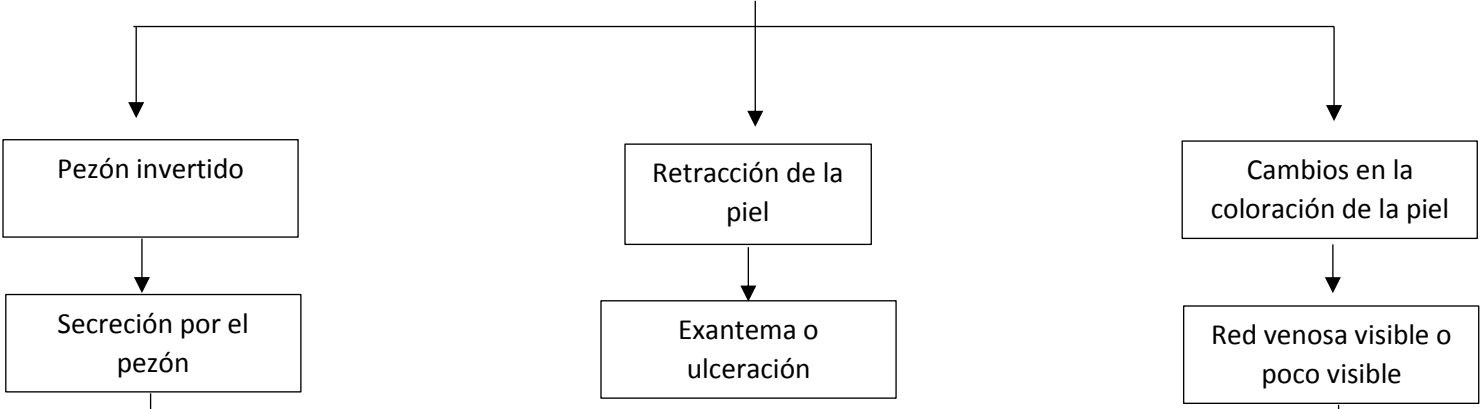 Pezón invertido
Retracción de la
piel
Cambios en la
coloración de la piel
Secreción por el
pezón
Exantema o
ulceración
Red venosa visible o
poco visible